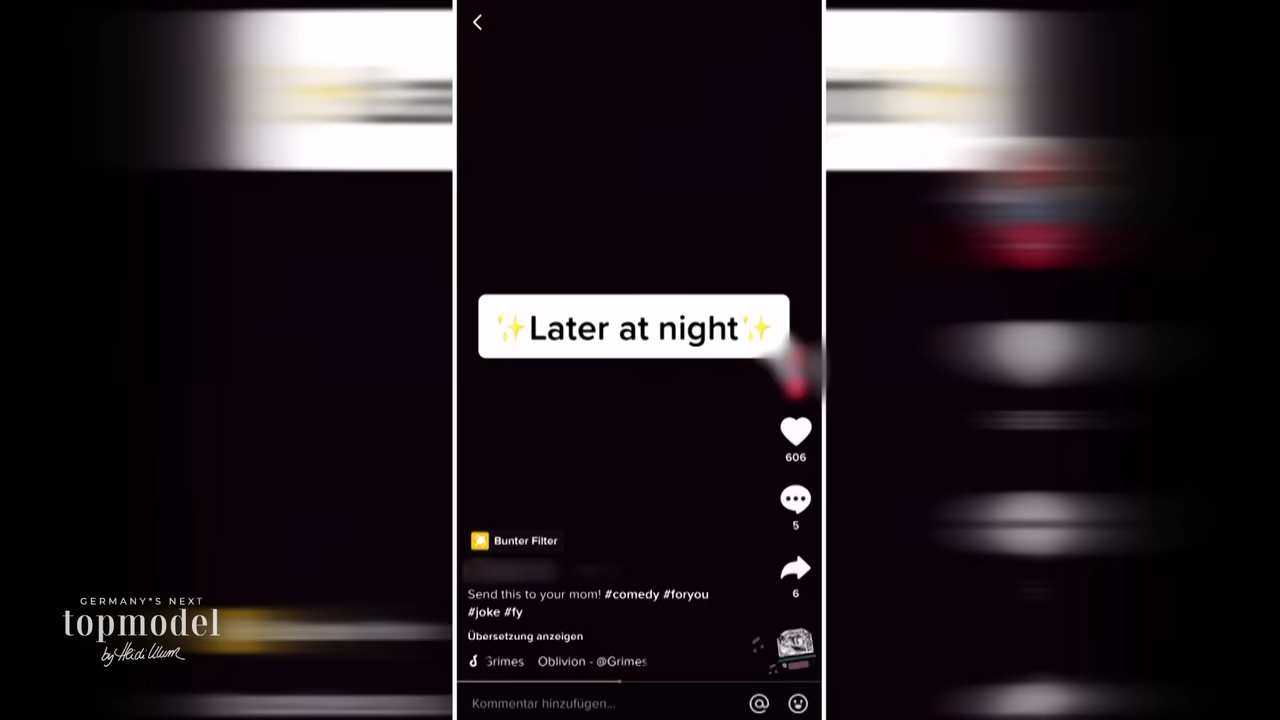 ✨Later at night✨
606
5
6
Bunter Filter
Send this to your mom! #comedy #foryou
#joke #fy
Übersetzung anzeigen
Grimes Oblivion - @Grimes
Kommentar hinzufügen...
GERMANY*S NEXT
topmodel
by Heidi Klum